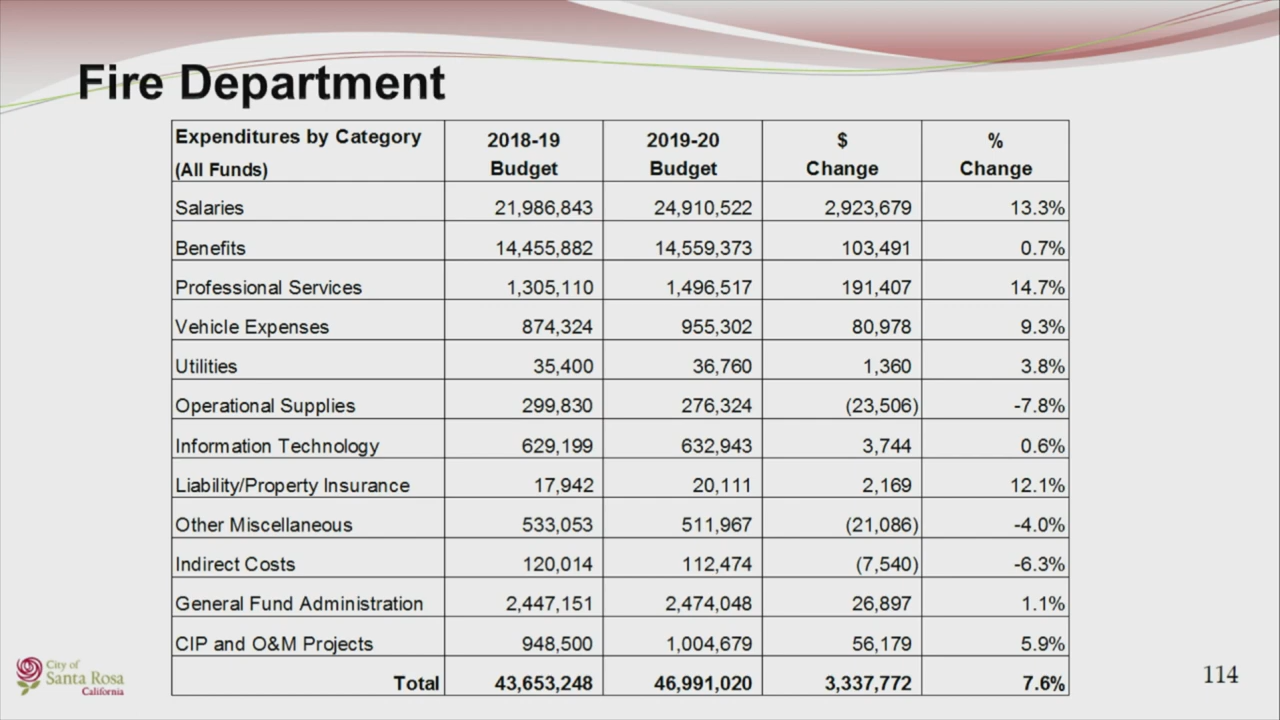 Fire Department
Expenditures by Category (All Funds) 2018-19 Budget 2019-20 Budget $ Change % Change
Salaries 21,986,843 24,910,522 2,923,679 13.3%
Benefits 14,455,882 14,559,373 103,491 0.7%
Professional Services 1,305,110 1,496,517 191,407 14.7%
Vehicle Expenses 874,324 955,302 80,978 9.3%
Utilities 35,400 36,760 1,360 3.8%
Operational Supplies 299,830 276,324 (23,506) -7.8%
Information Technology 629,199 632,943 3,744 0.6%
Liability/Property Insurance 17,942 20,111 2,169 12.1%
Other Miscellaneous 533,053 511,967 (21,086) -4.0%
Indirect Costs 120,014 112,474 (7,540) -6.3%
General Fund Administration 2,447,151 2,474,048 26,897 1.1%
CIP and O&M Projects 948,500 1,004,679 56,179 5.9%
Total 43,653,248 46,991,020 3,337,772 7.6%
City of
Santa Rosa
California
114